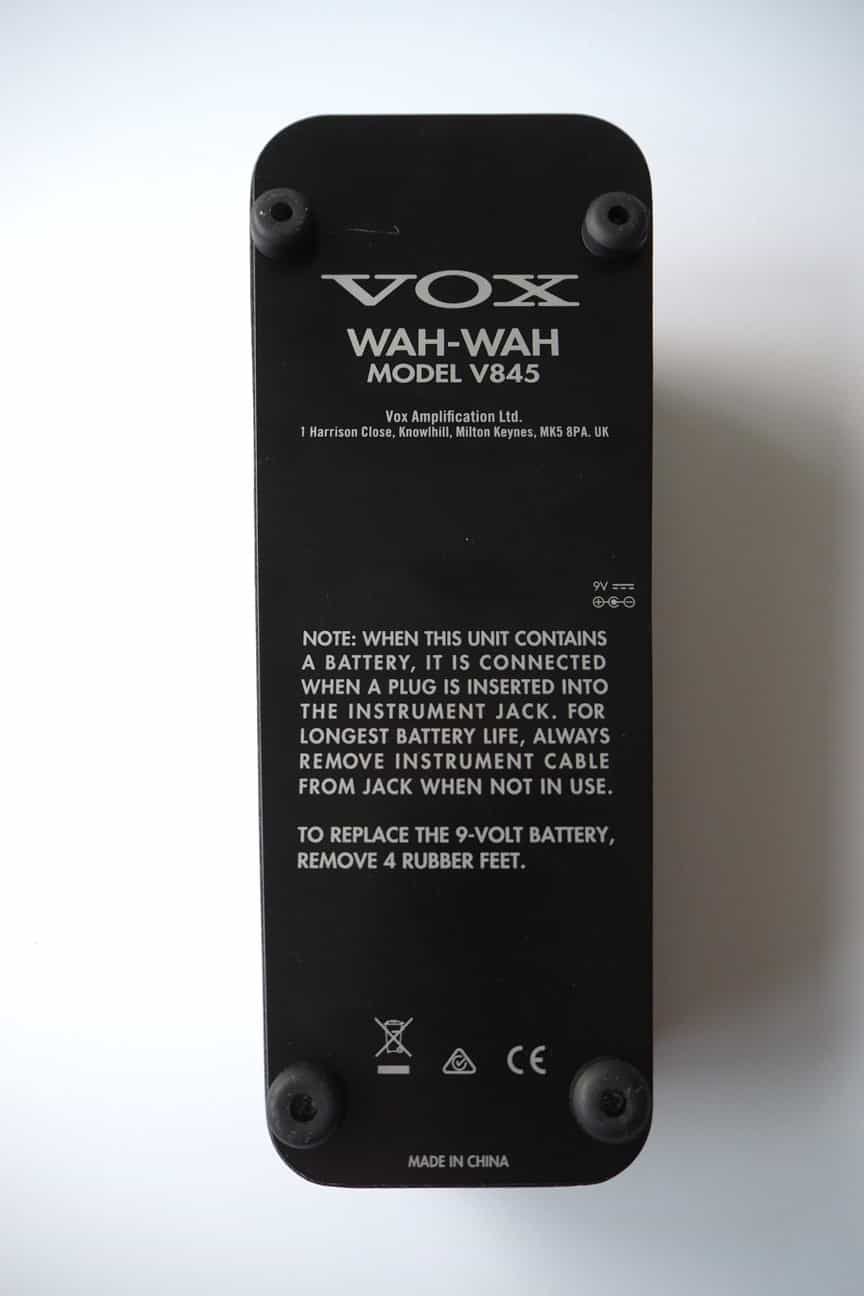 VOX
WAH-WAH
MODEL V845
Vox Amplification Ltd.
1 Harrison Close, Knowlhill, Milton Keynes, MK5 8PA. UK
9V
NOTE: WHEN THIS UNIT CONTAINS
A BATTERY, IT IS CONNECTED
WHEN A PLUG IS INSERTED INTO
THE INSTRUMENT JACK. FOR
LONGEST BATTERY LIFE, ALWAYS
REMOVE INSTRUMENT CABLE
FROM JACK WHEN NOT IN USE.
TO REPLACE THE 9-VOLT BATTERY,
REMOVE 4 RUBBER FEET.
CE
MADE IN CHINA